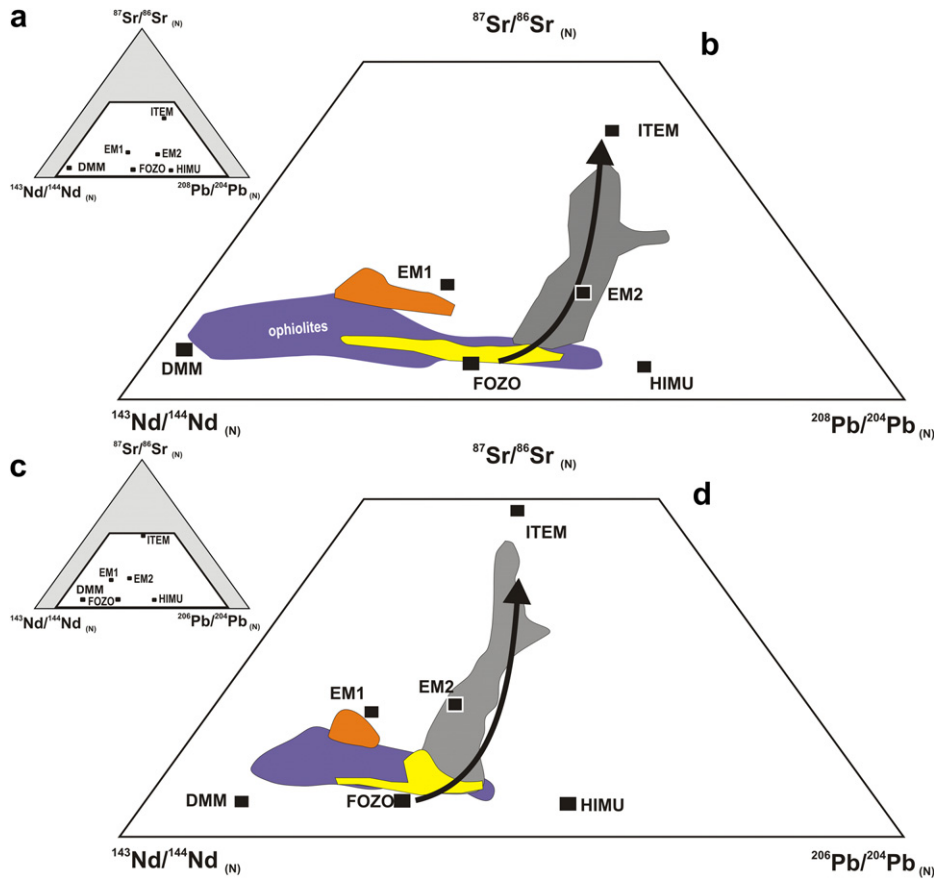 a
⁸⁷Sr/⁸⁶Sr (N)
ITEM
EM1
EM2
DMM
FOZO
HIMU
¹⁴³Nd/¹⁴⁴Nd (N)
²⁰⁸Pb/²⁰⁴Pb (N)
⁸⁷Sr/⁸⁶Sr (N)
b
ITEM
EM1
EM2
ophiolites
DMM
FOZO
HIMU
¹⁴³Nd/¹⁴⁴Nd (N)
²⁰⁸Pb/²⁰⁴Pb (N)
c
⁸⁷Sr/⁸⁶Sr (N)
ITEM
EM1
EM2
DMM
FOZO
HIMU
¹⁴³Nd/¹⁴⁴Nd (N)
²⁰⁶Pb/²⁰⁴Pb (N)
⁸⁷Sr/⁸⁶Sr (N)
d
ITEM
EM1
EM2
DMM
FOZO
HIMU
¹⁴³Nd/¹⁴⁴Nd (N)
²⁰⁶Pb/²⁰⁴Pb (N)